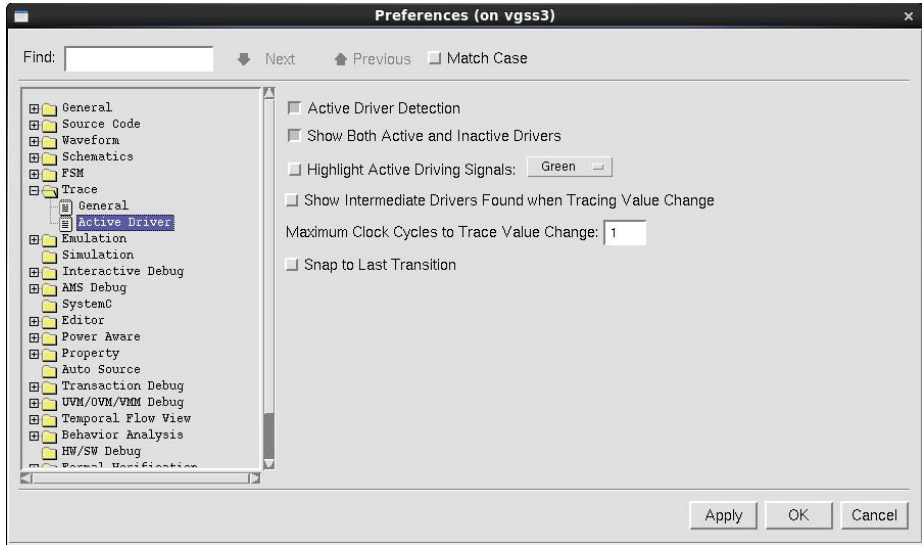 Preferences (on vgss3)
Find:
Next
Previous
Match Case
General
Source Code
Waveform
Schematics
FSM
Trace
General
Active Driver
Emulation
Simulation
Interactive Debug
AMS Debug
SystemC
Editor
Power Aware
Property
Auto Source
Transaction Debug
UVM/OVM/VMM Debug
Temporal Flow View
Behavior Analysis
HW/SW Debug
Formal Verification
Active Driver Detection
Show Both Active and Inactive Drivers
Highlight Active Driving Signals: Green
Show Intermediate Drivers Found when Tracing Value Change
Maximum Clock Cycles to Trace Value Change: 1
Snap to Last Transition
Apply
OK
Cancel